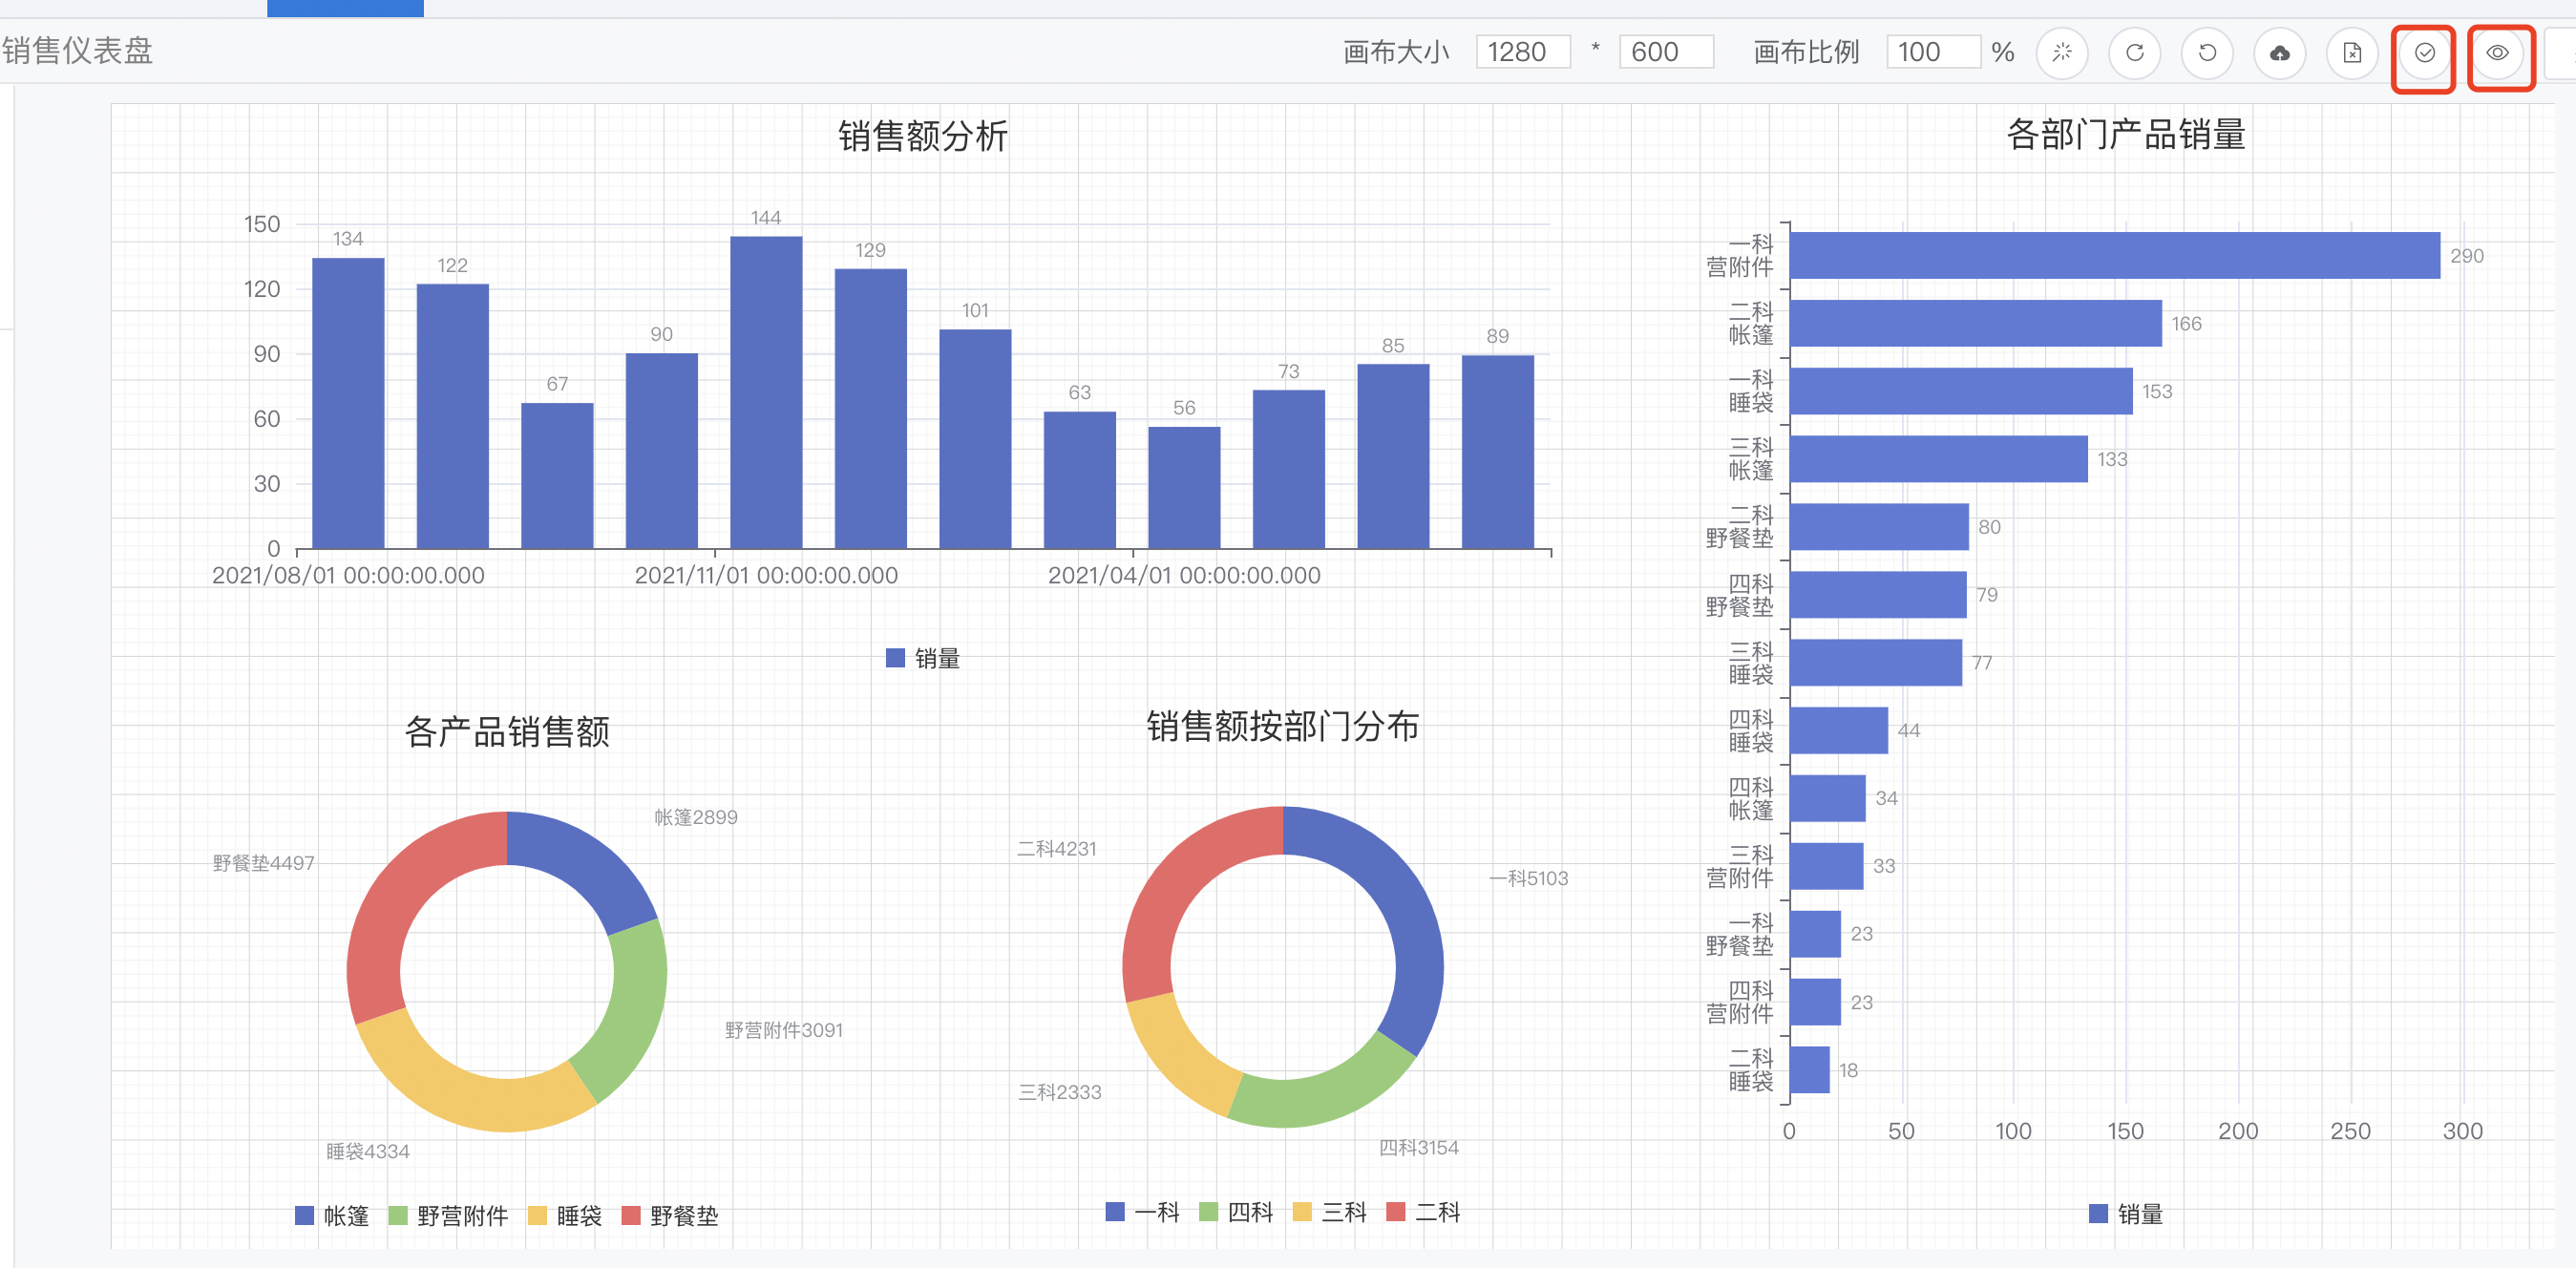 销售仪表盘
画布大小 1280 * 600 画布比例 100 %
销售额分析
150
120
90
60
30
0
134
122
67
90
144
129
101
63
56
73
85
89
2021/08/01 00:00:00.000
2021/11/01 00:00:00.000
2021/04/01 00:00:00.000
销量
各产品销售额
帐篷2899
野餐垫4497
野营附件3091
睡袋4334
帐篷 野营附件 睡袋 野餐垫
销售额按部门分布
二科4231
一科5103
三科2333
四科3154
一科 四科 三科 二科
各部门产品销量
一科
营附件
290
二科
帐篷
166
一科
睡袋
153
三科
帐篷
133
二科
野餐垫
80
四科
野餐垫
79
三科
睡袋
77
四科
睡袋
44
四科
帐篷
34
三科
营附件
33
一科
野餐垫
23
四科
营附件
23
二科
睡袋
18
0 50 100 150 200 250 300
销量